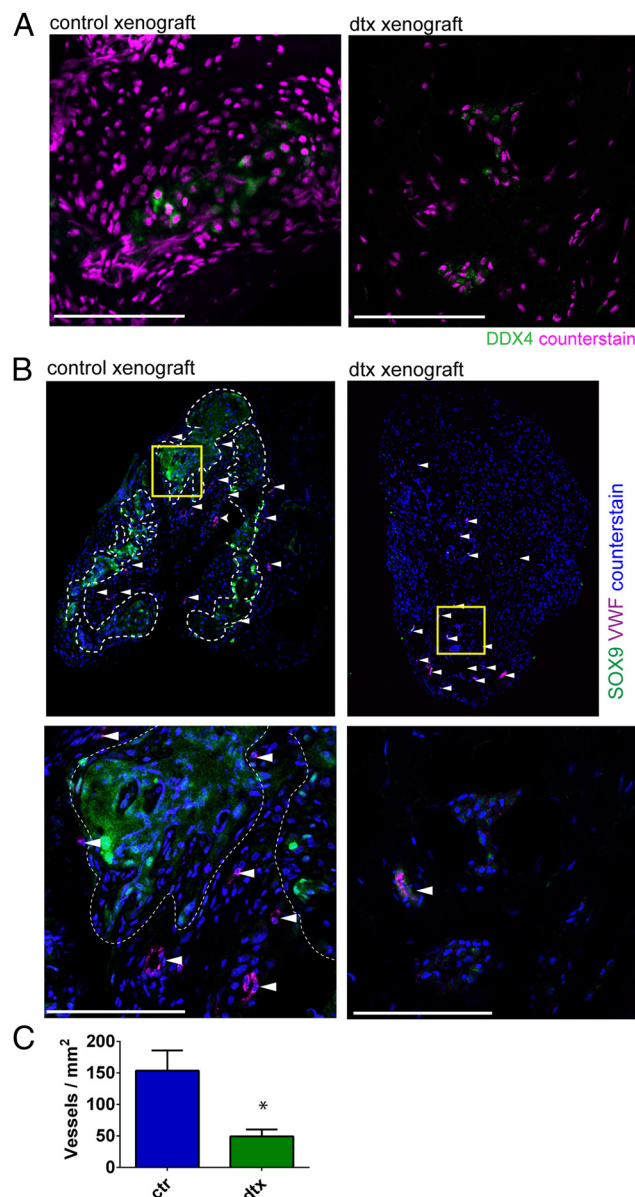 A
control xenograft
dtx xenograft
DDX4 counterstain
B
control xenograft
dtx xenograft
SOX9 VWF counterstain
C
Vessels / mm²
200
150
100
50
0
*
ctr
dtx